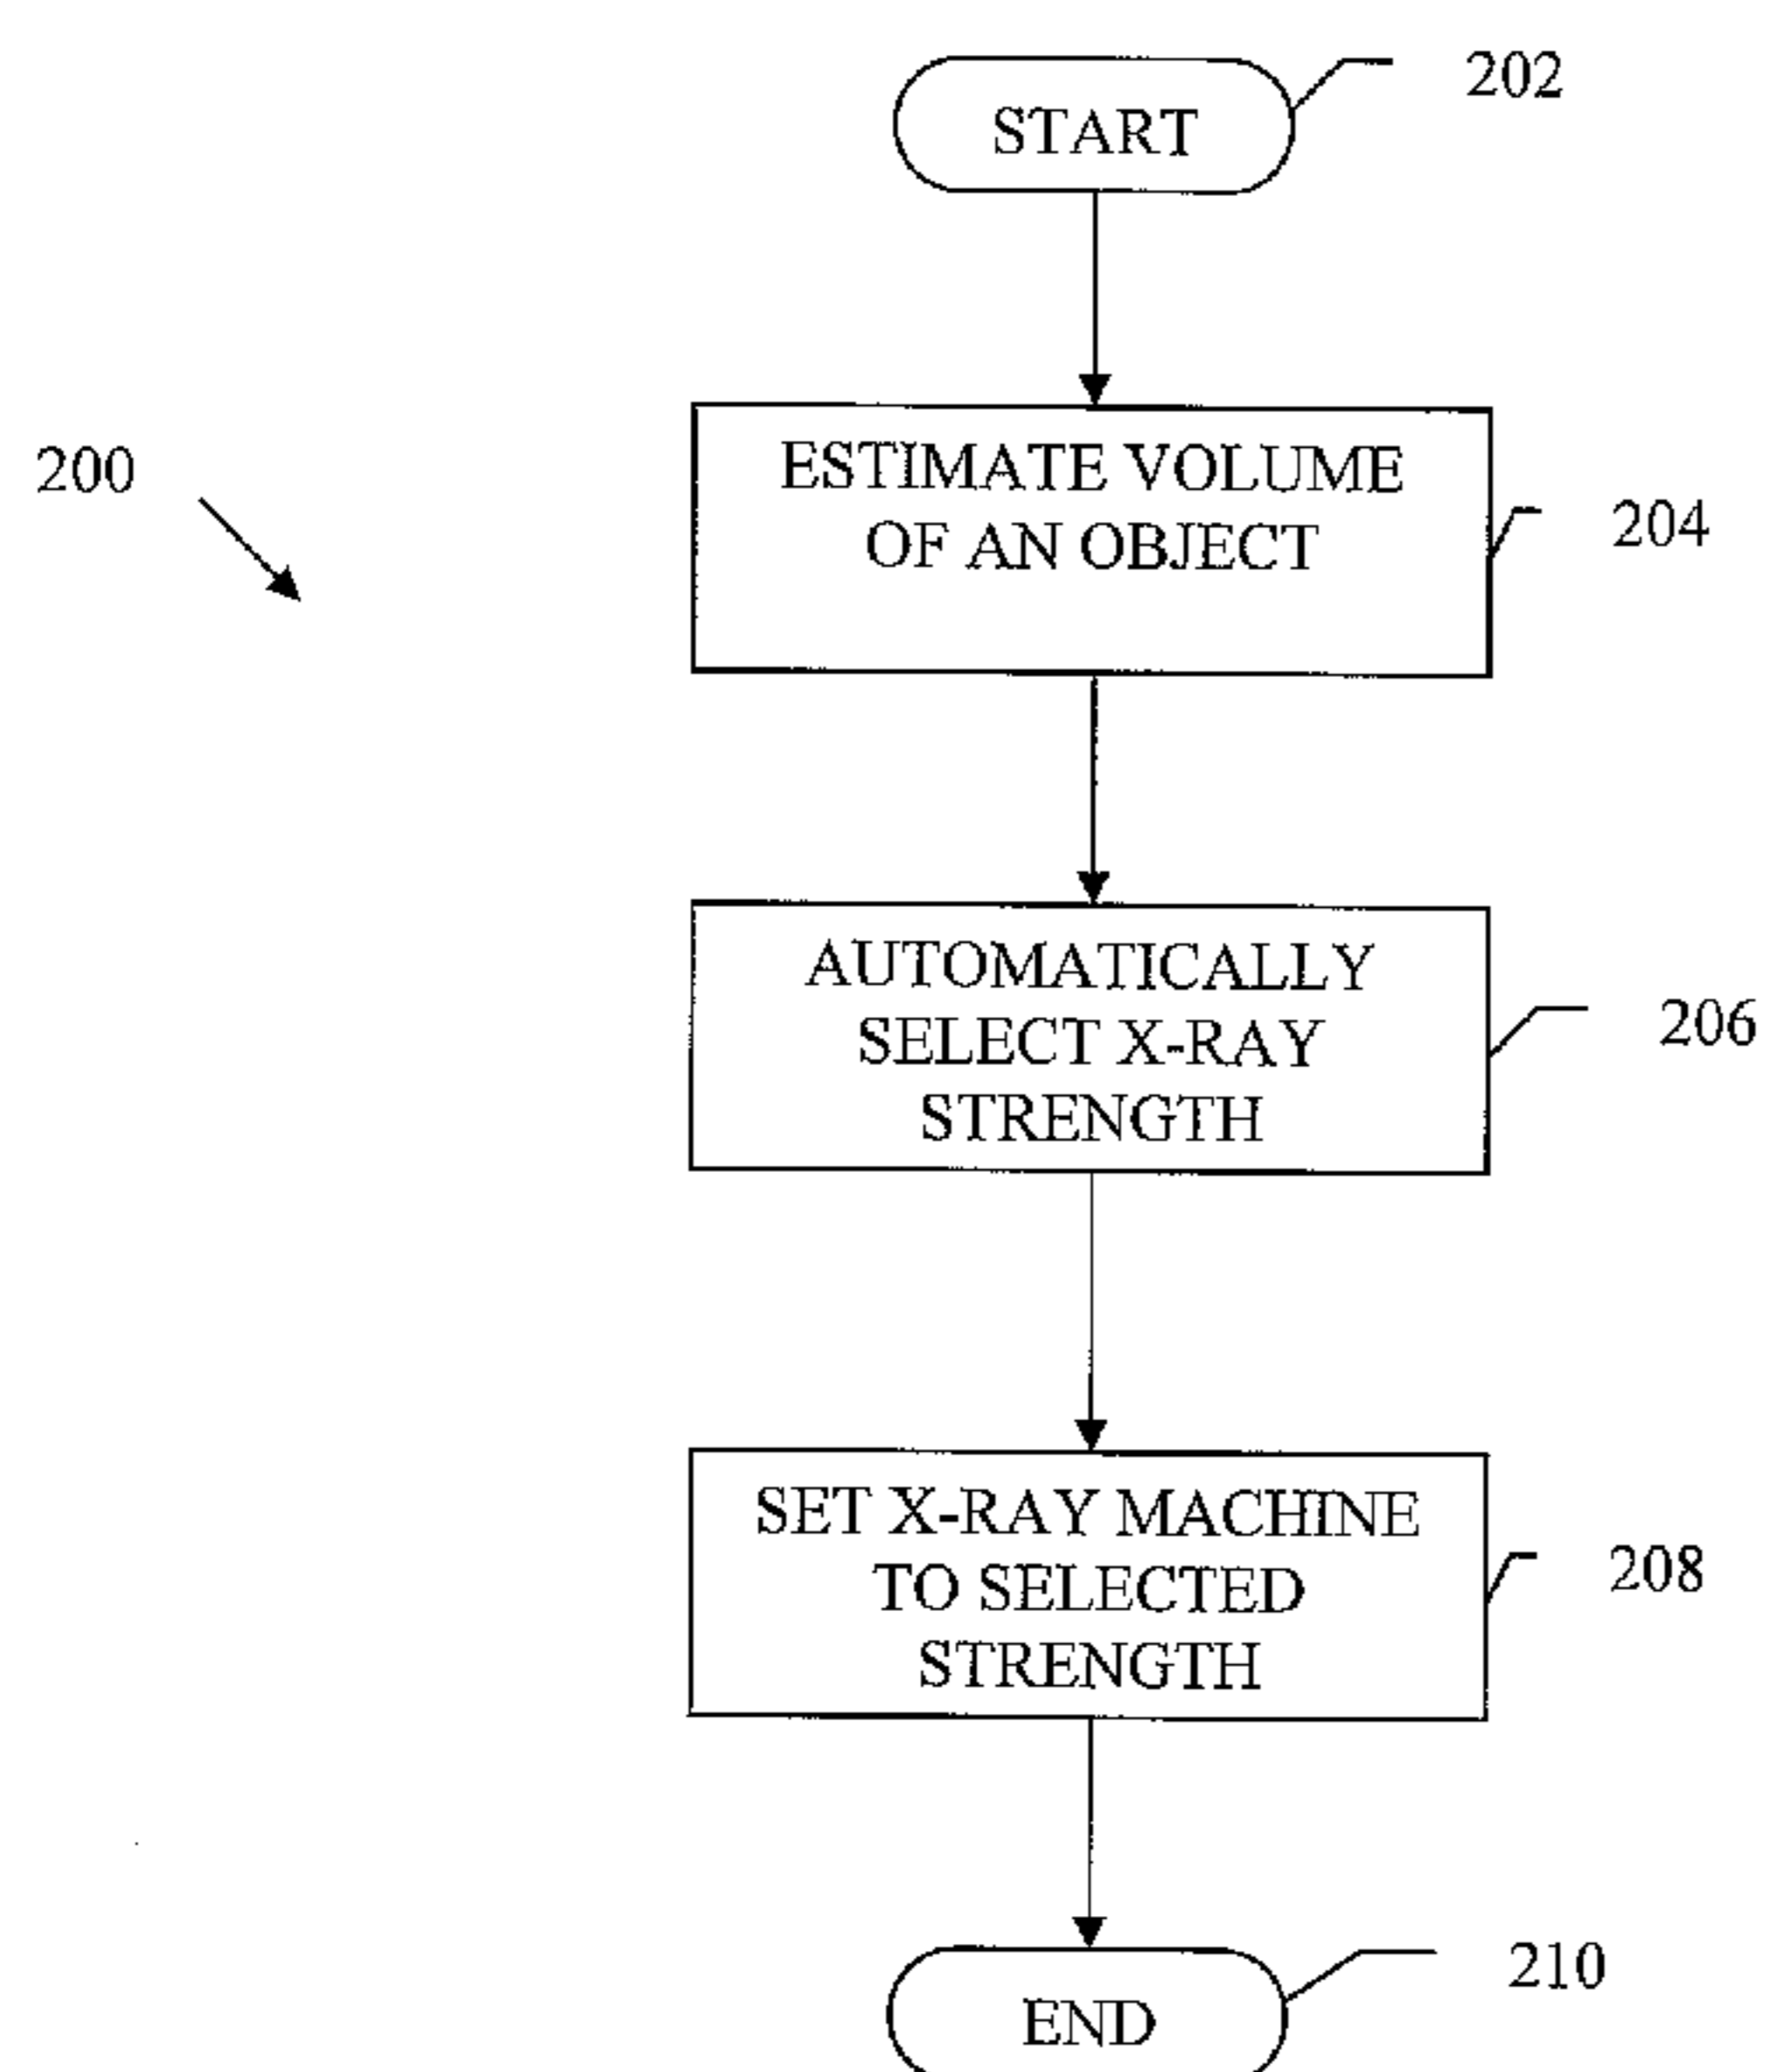 202
START
200
ESTIMATE VOLUME
OF AN OBJECT
204
AUTOMATICALLY
SELECT X-RAY
STRENGTH
206
SET X-RAY MACHINE
TO SELECTED
STRENGTH
208
210
END